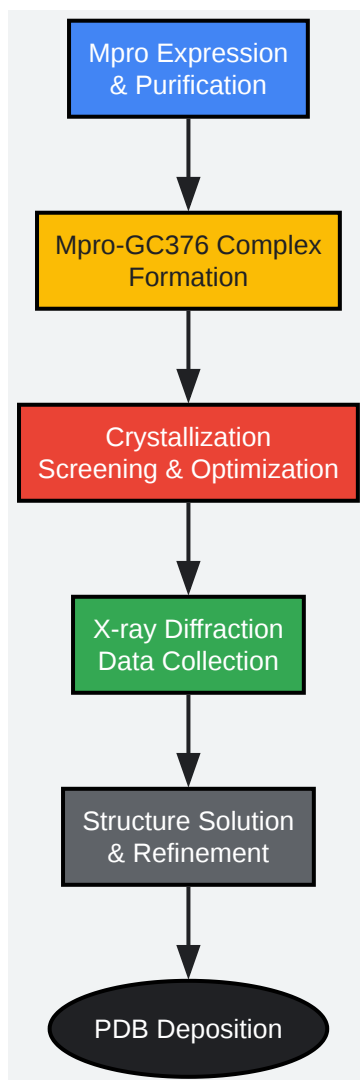 Mpro Expression
& Purification
Mpro-GC376 Complex
Formation
Crystallization
Screening & Optimization
X-ray Diffraction
Data Collection
Structure Solution
& Refinement
PDB Deposition